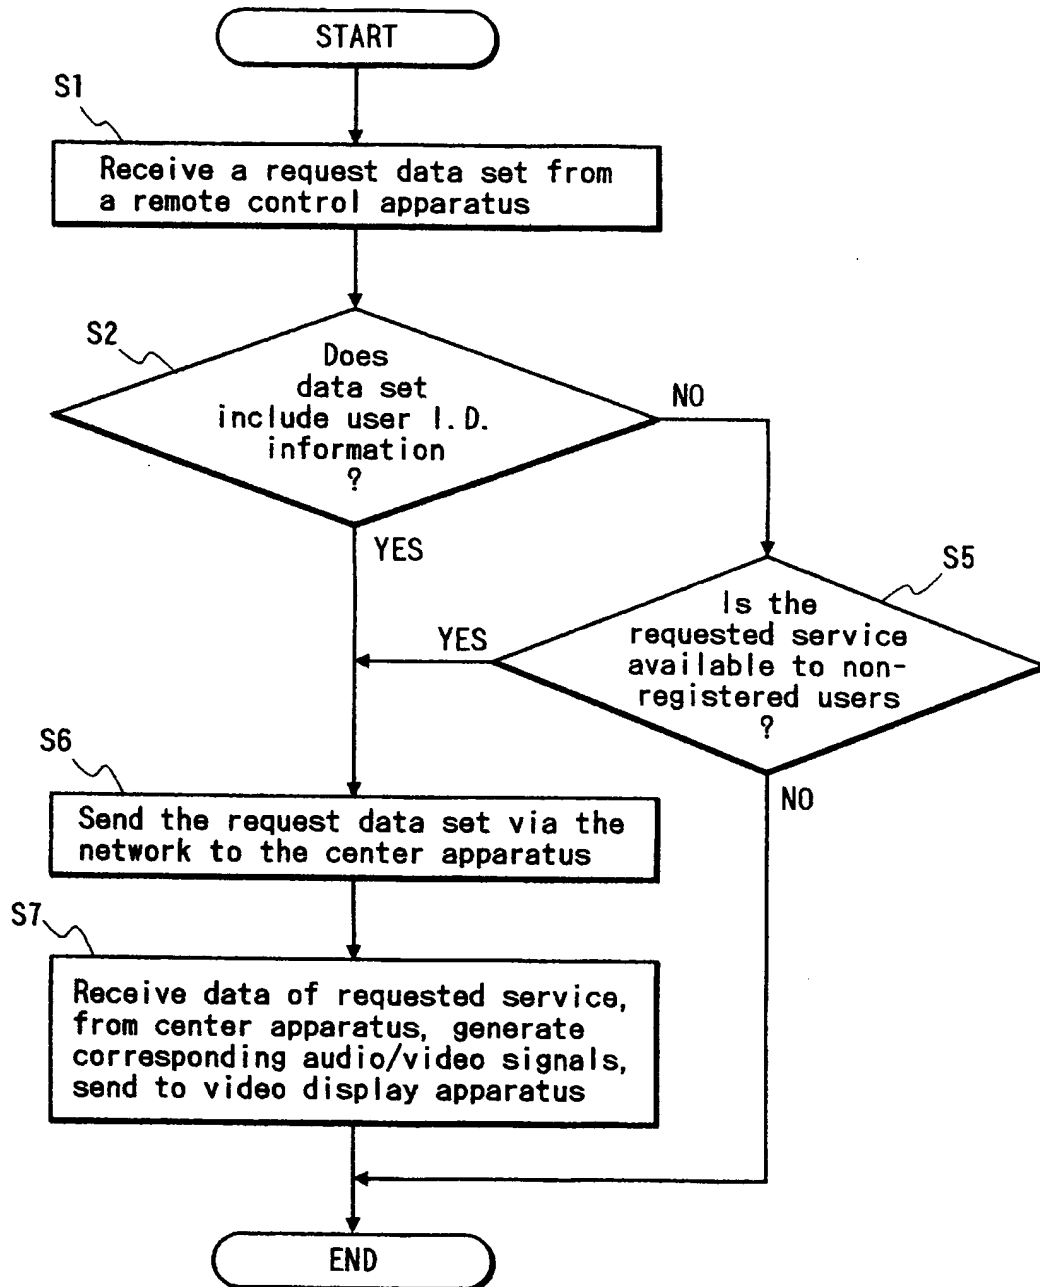 START
S1
Receive a request data set from
a remote control apparatus
S2
Does
data set
include user I.D.
information
?
NO
YES
S5
Is the
requested service
available to non-
registered users
?
YES
NO
S6
Send the request data set via the
network to the center apparatus
S7
Receive data of requested service,
from center apparatus, generate
corresponding audio/video signals,
send to video display apparatus
END